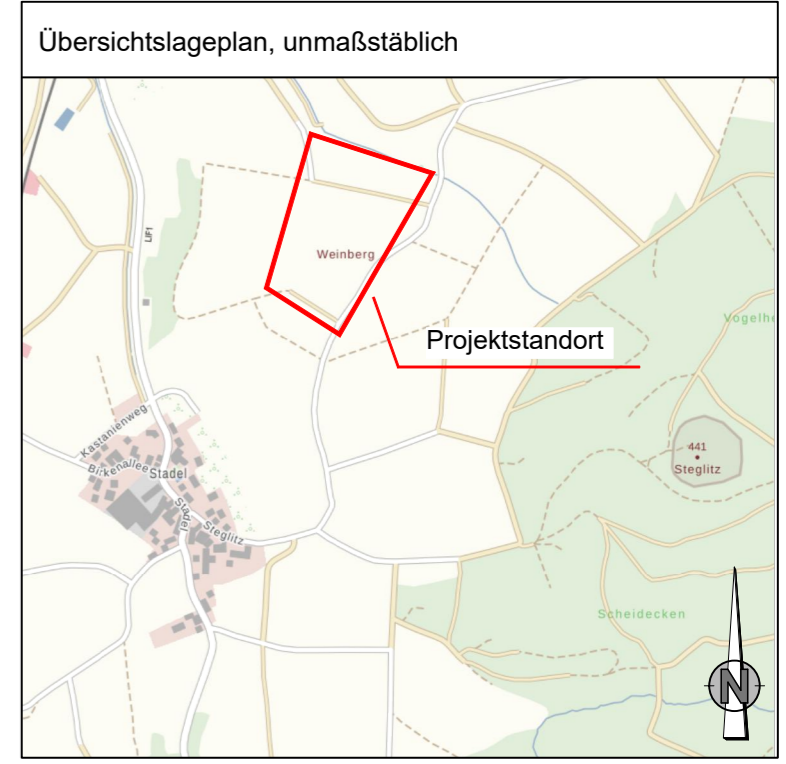 Übersichtslageplan, unmaßstäblich
LIF1
Weinberg
Vogelhe
Projektstandort
Kastanienweg
441
Birkenallee
Stadel
Steglitz
Stadel
Steglitz
Scheidecken
N